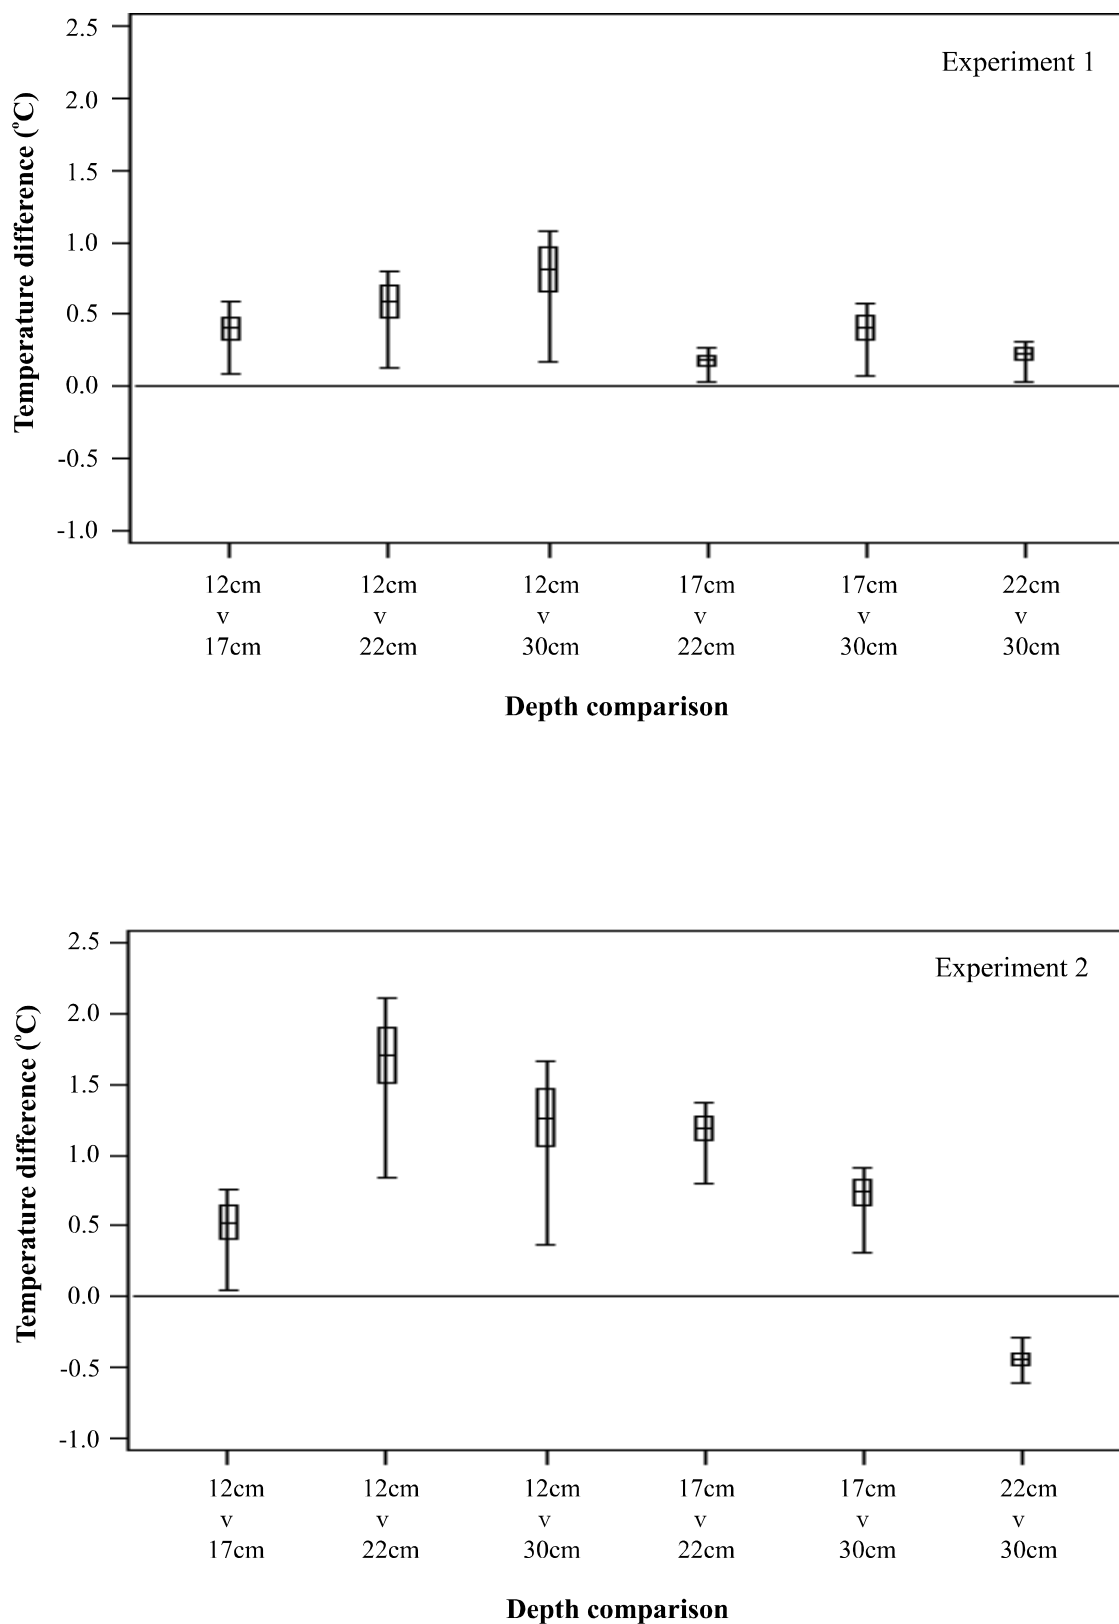 Experiment 1
Temperature difference (°C)
2.5
2.0
1.5
1.0
0.5
0.0
-0.5
-1.0
12cm 12cm 12cm 17cm 17cm 22cm
v v v v v v
17cm 22cm 30cm 22cm 30cm 30cm
Depth comparison
Experiment 2
Temperature difference (°C)
2.5
2.0
1.5
1.0
0.5
0.0
-0.5
-1.0
12cm 12cm 12cm 17cm 17cm 22cm
v v v v v v
17cm 22cm 30cm 22cm 30cm 30cm
Depth comparison